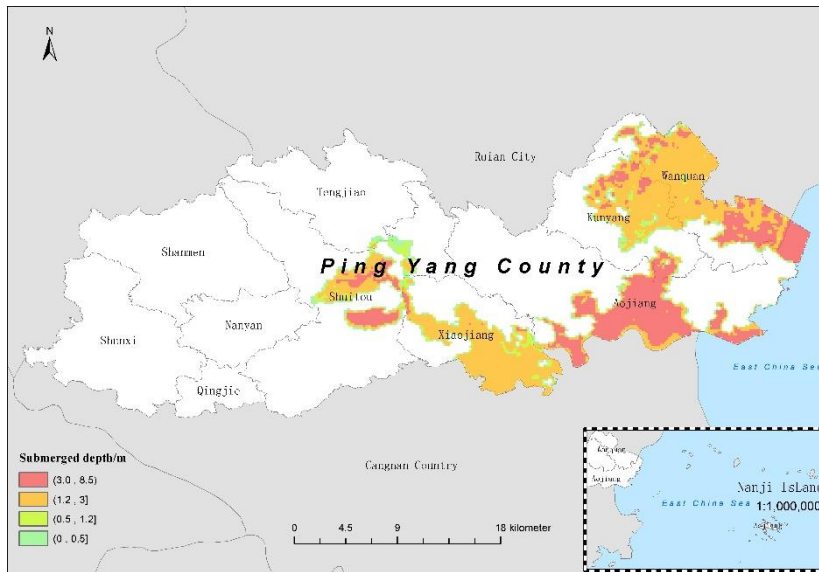 N
Ruian City
Tengjian
Wanquan
Kunyang
Shanmen
Ping Yang County
Shuitou
Aojiang
Nanyan
Xiaojiang
Shunxi
Qingjie
East China Sea
Submerged depth/m
(3.0 , 8.5)
(1.2 , 3]
(0.5 , 1.2]
(0 , 0.5]
Cangnan Country
0 4.5 9 18 kilometer
Aojiang
Nanji IsLand
East China Sea
1:1,000,000